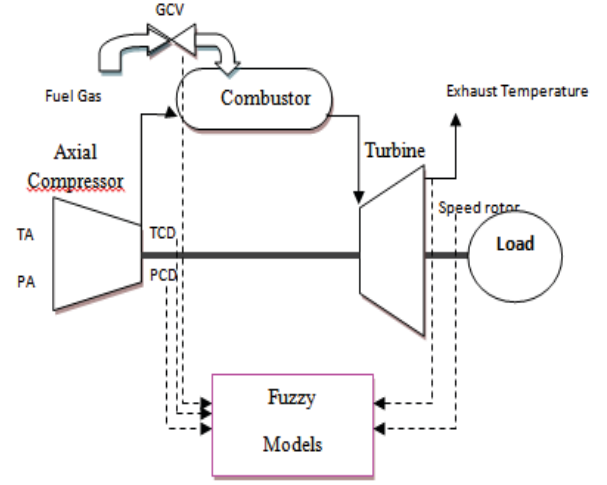 GCV
Fuel Gas
Combustor
Exhaust Temperature
Axial
Compressor
Turbine
TA
TCD
Speed rotor
Load
PA
PCD
Fuzzy
Models